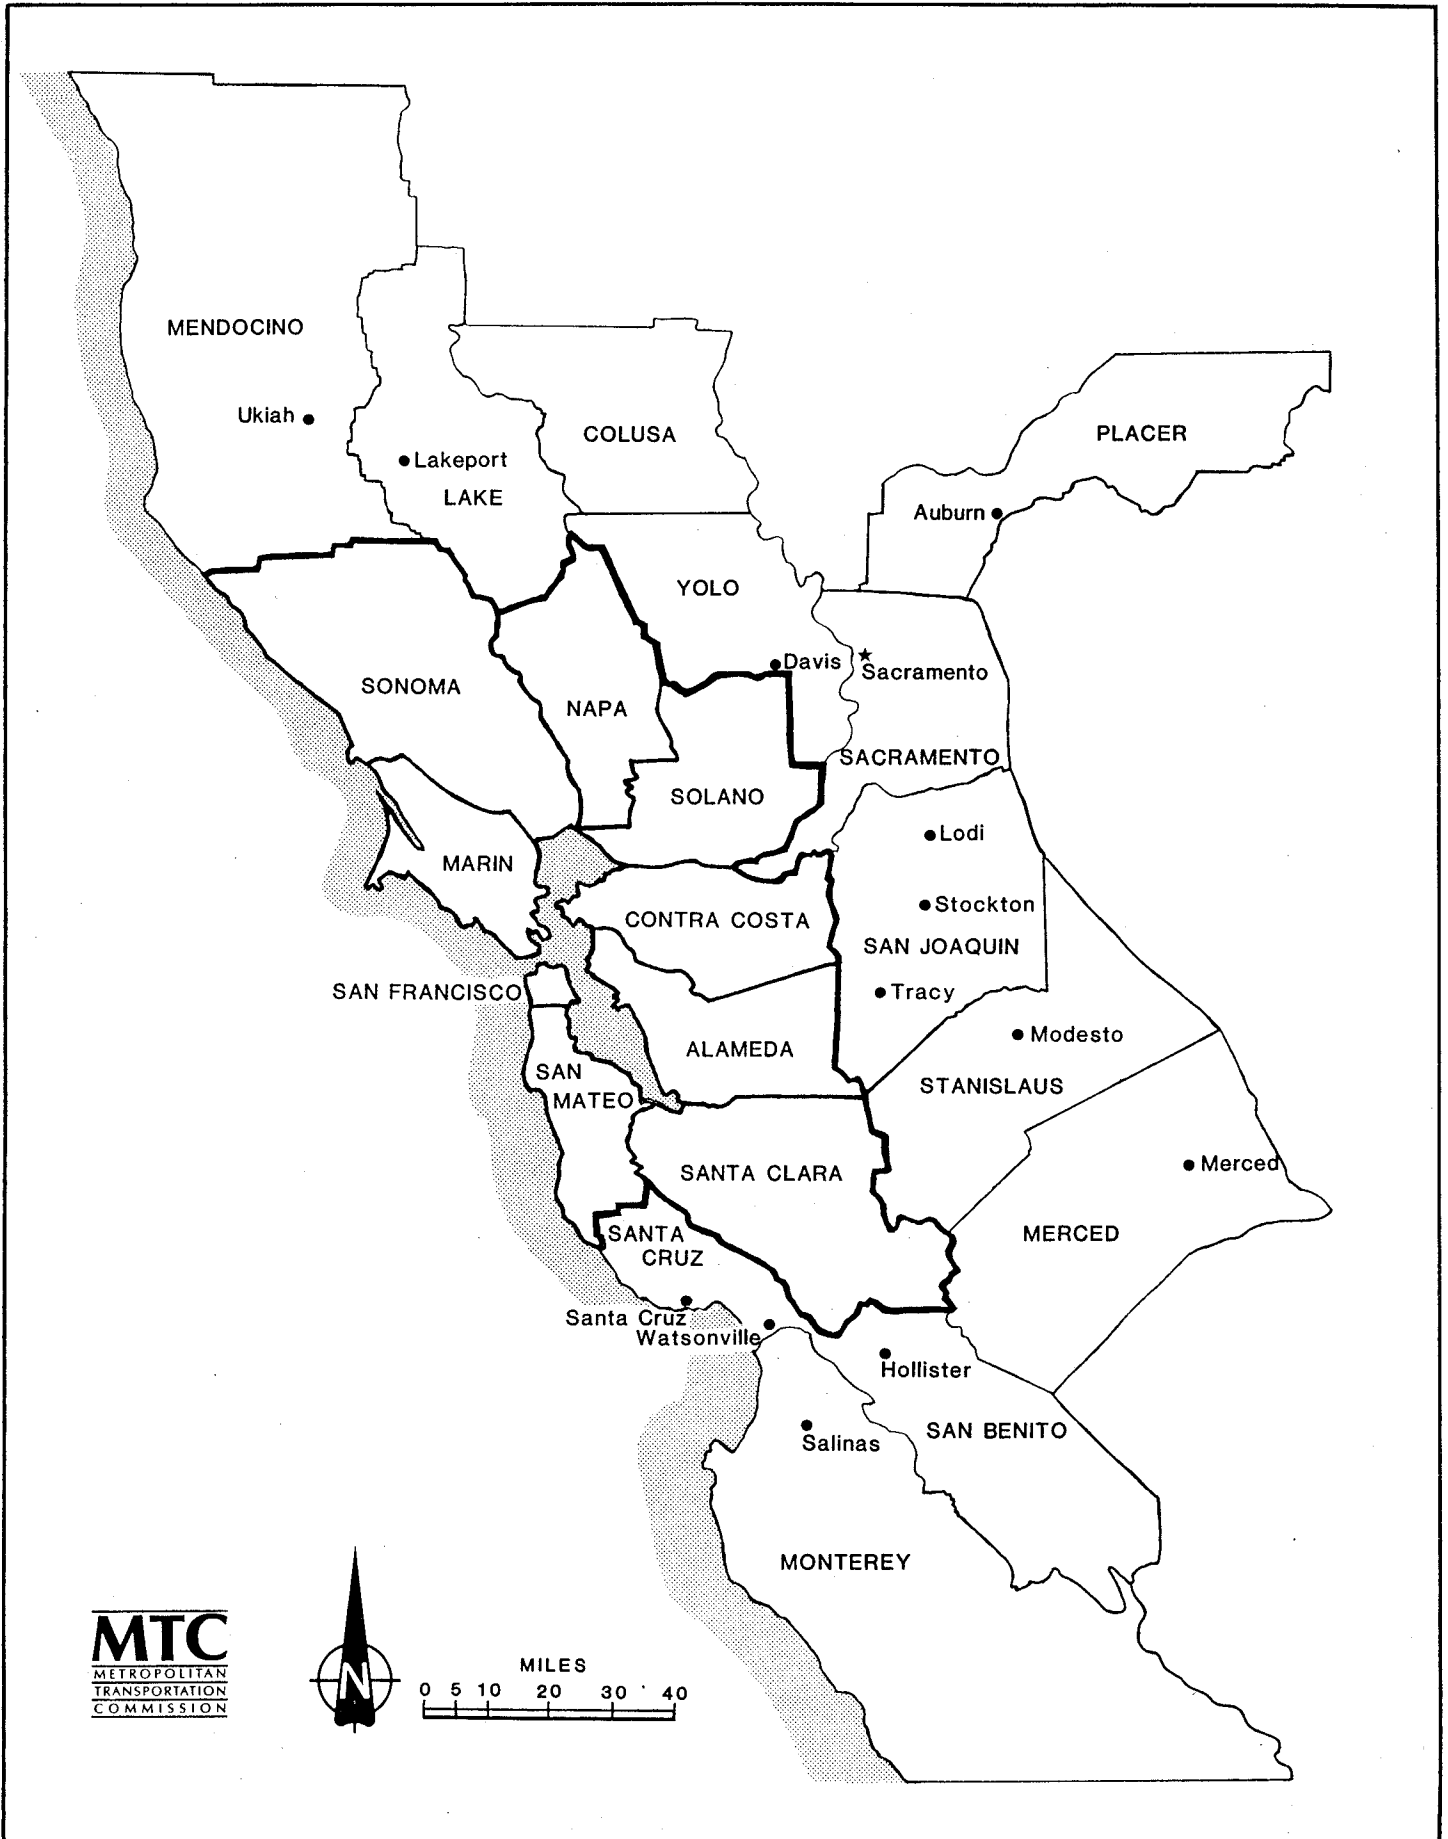 MENDOCINO
Ukiah
Lakeport
LAKE
COLUSA
PLACER
Auburn
YOLO
Davis
Sacramento
SONOMA
NAPA
SACRAMENTO
SOLANO
Lodi
MARIN
Stockton
CONTRA COSTA
SAN JOAQUIN
SAN FRANCISCO
Tracy
Modesto
ALAMEDA
SAN
MATEO
STANISLAUS
Merced
SANTA CLARA
MERCED
SANTA
CRUZ
Santa Cruz
Watsonville
Hollister
SAN BENITO
Salinas
MONTEREY
MTC
METROPOLITAN
TRANSPORTATION
COMMISSION
N
MILES
0 5 10 20 30 40